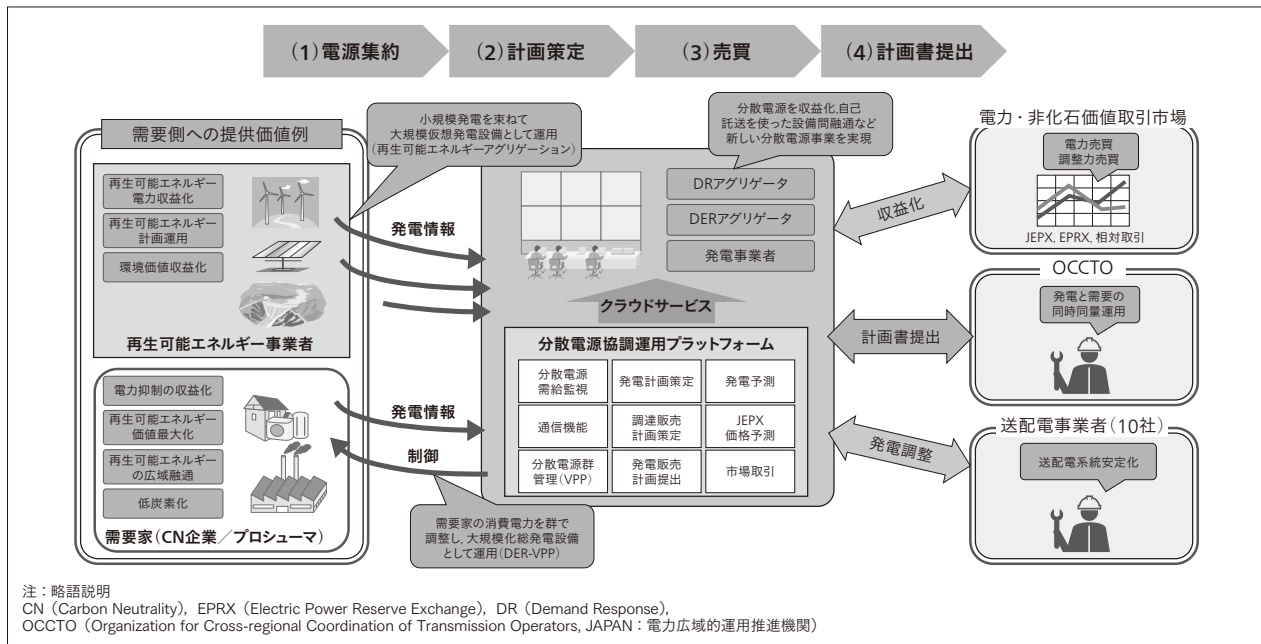 (1)電源集約
(2)計画策定
(3)売買
(4)計画書提出
需要側への提供価値例
再生可能エネルギー
電力収益化
再生可能エネルギー
計画運用
環境価値収益化
再生可能エネルギー事業者
電力抑制の収益化
再生可能エネルギー
価値最大化
再生可能エネルギー
の広域融通
低炭素化
需要家(CN企業／プロシューマ)
小規模発電を束ねて
大規模仮想発電設備として運用
(再生可能エネルギーアグリゲーション)
発電情報
発電情報
制御
需要家の消費電力を群で
調整し, 大規模化総発電設備
として運用(DER-VPP)
分散電源を収益化,自己
託送を使った設備間融通など
新しい分散電源事業を実現
DRアグリゲータ
DERアグリゲータ
発電事業者
クラウドサービス
分散電源協調運用プラットフォーム
分散電源
需給監視
発電計画策定
発電予測
通信機能
調達販売
計画策定
JEPX
価格予測
分散電源群
管理(VPP)
発電販売
計画提出
市場取引
収益化
計画書提出
発電調整
電力・非化石価値取引市場
電力売買
調整力売買
JEPX, EPRX, 相対取引
OCCTO
発電と需要の
同時同量運用
送配電事業者(10社)
送配電系統安定化
注：略語説明
CN（Carbon Neutrality), EPRX（Electric Power Reserve Exchange), DR（Demand Response),
OCCTO（Organization for Cross-regional Coordination of Transmission Operators, JAPAN：電力広域的運用推進機関）